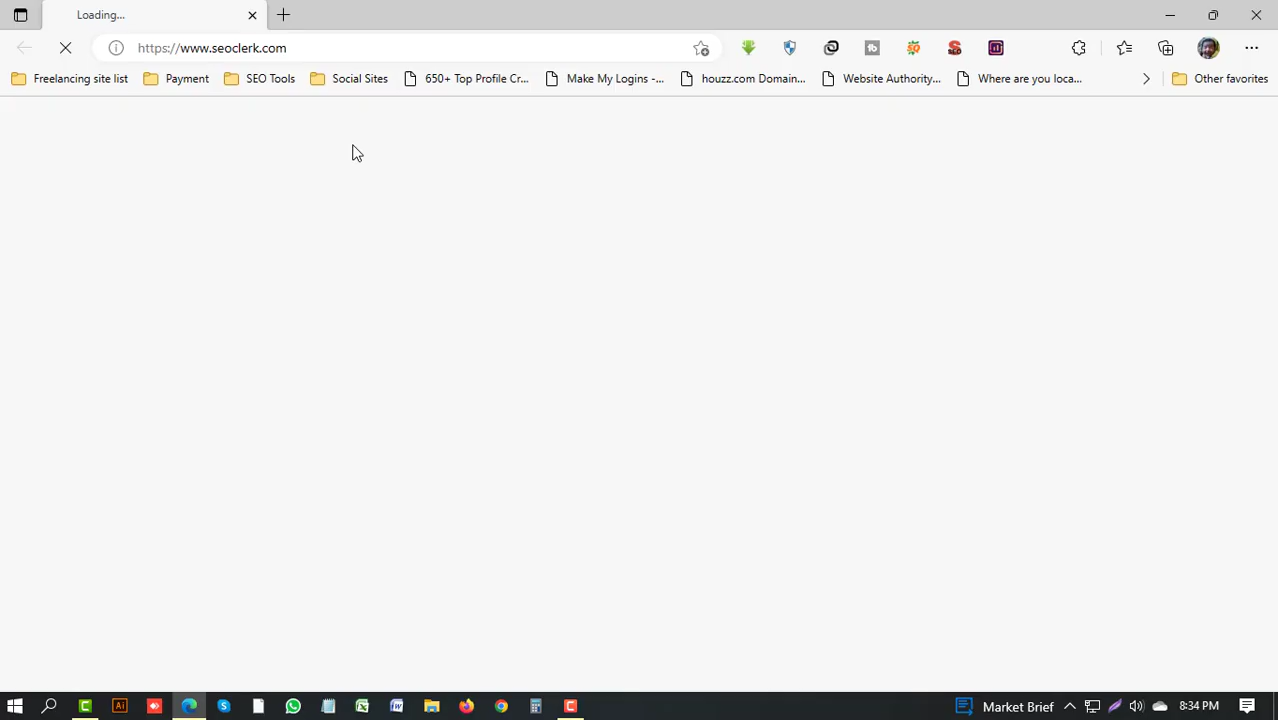 Loading...
https://www.seoclerk.com
Freelancing site list Payment SEO Tools Social Sites 650+ Top Profile Cr... Make My Logins -... houzz.com Domain... Website Authority... Where are you loca... Other favorites
Market Brief 8:34 PM